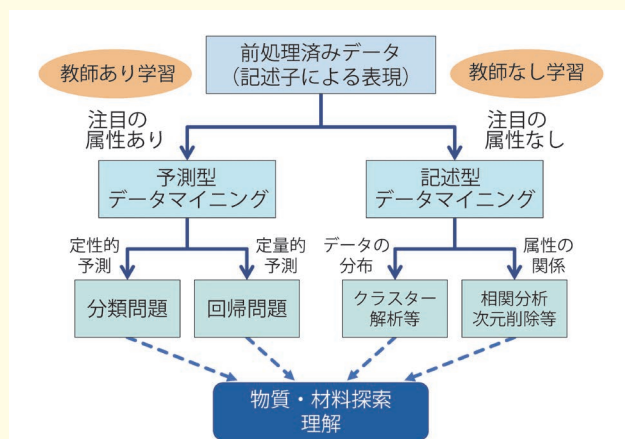 前処理済みデータ
（記述子による表現）
教師あり学習
教師なし学習
注目の
属性あり
注目の
属性なし
予測型
データマイニング
記述型
データマイニング
定性的
予測
定量的
予測
データの
分布
属性の
関係
分類問題
回帰問題
クラスター
解析等
相関分析
次元削除等
物質・材料探索
理解